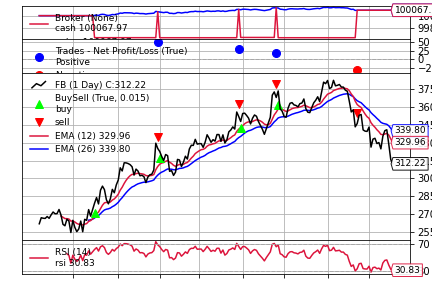 Broker (None)
cash 100067.97
100067.
Trades - Net Profit/Loss (True)
Positive
50
25
0
FB (1 Day) C:312.22
BuySell (True, 0.015)
buy
sell
EMA (12) 329.96
EMA (26) 339.80
375
360
339.80
329.96
312.22
300
285
270
255
RSI (14)
rsi 30.83
70
30.83